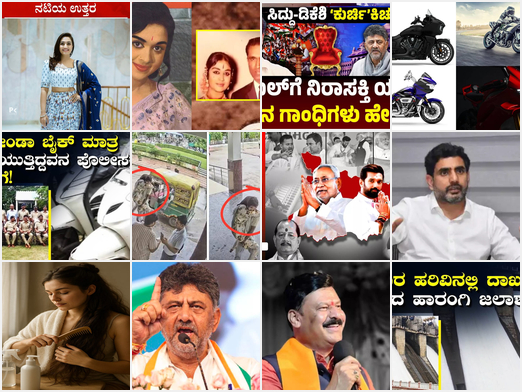 ನಟಿಯ ಉತ್ತರ
ಸಿದ್ದು-ಡಿಕೆಶಿ 'ಕುರ್ಚಿ'ಕಿಚ
ಾಲ್‌ಗೆ ನಿರಾಸಕ್ತಿ
ನ ಗಾಂಧಿಗಳು ಹೇ
ಂಡಾ ಬೈಕ್ ಮಾತ್ರ
ಯುತ್ತಿದ್ದವನ ಪೊಲೀಸ
ರ ಹರಿವಿನಲ್ಲಿ ದಾಖ
ದ ಹಾರಂಗಿ ಜಲಾಶ